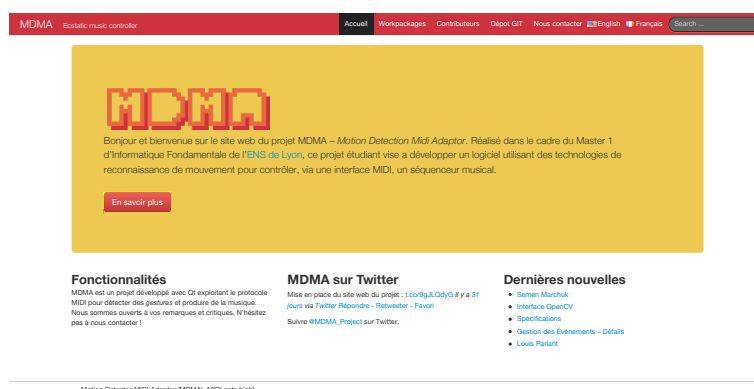 MDMA Ecstatic music controller Accueil Workpackages Contributeurs Dépot GIT Nous contacter English Français Search ...
MDMA
Bonjour et bienvenue sur le site web du projet MDMA – Motion Detection Midi Adaptor. Réalisé dans le cadre du Master 1
d'Informatique Fondamentale de l'ENS de Lyon, ce projet étudiant vise a développer un logiciel utilisant des technologies de
reconnaissance de mouvement pour contrôler, via une interface MIDI, un séquenceur musical.
En savoir plus
Fonctionnalités
MDMA est un projet développé avec Qt exploitant le protocole
MIDI pour détecter des gestures et produire de la musique.
Nous sommes ouverts à vos remarques et critiques. N'hésitez
pas à nous contacter !
MDMA sur Twitter
Mise en place du site web du projet : t.co/9gJLQdyG Il y a 31
jours via Twitter Répondre - Retweeter - Favori
Suivre @MDMA_Project sur Twitter.
Dernières nouvelles
Semen Marchuk
Interface OpenCV
Spécifications
Gestion des Évènements – Détails
Louis Parlant